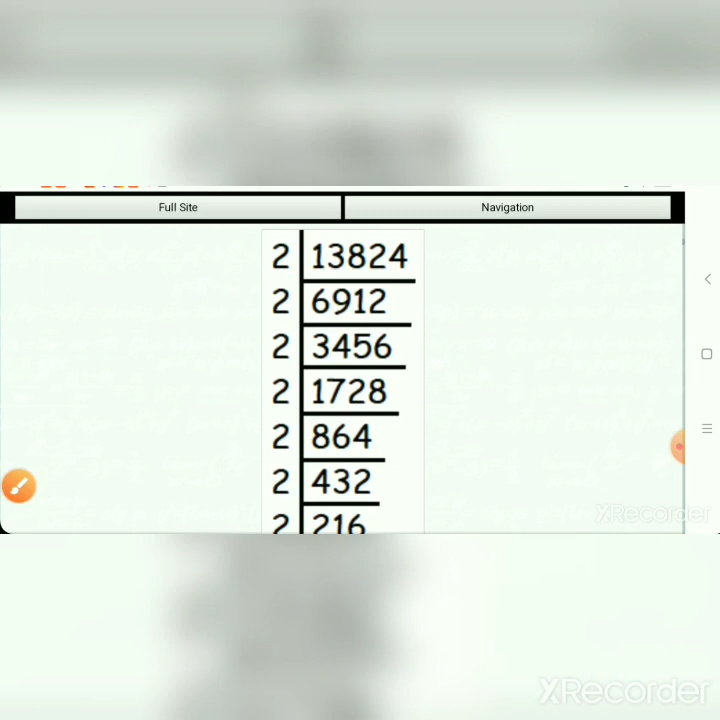 Full Site
Navigation
2 13824
2 6912
2 3456
2 1728
2 864
2 432
2 216
XRecorder
XRecorder